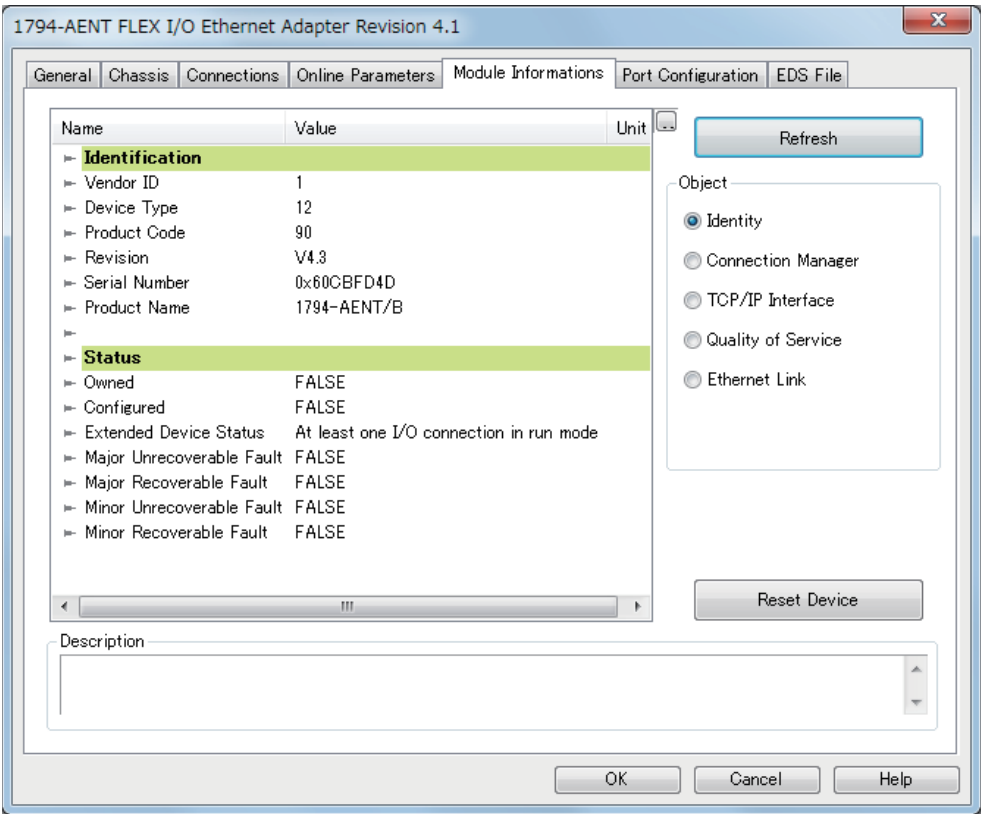 1794-AENT FLEX I/O Ethernet Adapter Revision 4.1
General Chassis Connections Online Parameters Module Informations Port Configuration EDS File
Name Value Unit ..
Refresh
Identification
Vendor ID 1
Device Type 12
Product Code 90
Revision V4.3
Serial Number 0x60CBFD4D
Product Name 1794-AENT/B
Status
Owned FALSE
Configured FALSE
Extended Device Status At least one I/O connection in run mode
Major Unrecoverable Fault FALSE
Major Recoverable Fault FALSE
Minor Unrecoverable Fault FALSE
Minor Recoverable Fault FALSE
Object
Identity
Connection Manager
TCP/IP Interface
Quality of Service
Ethernet Link
Reset Device
Description
OK Cancel Help